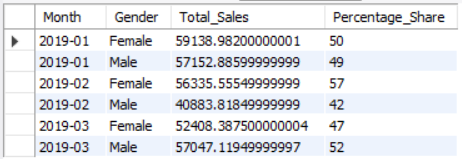 Month Gender Total_Sales Percentage_Share
2019-01 Female 59138.98200000001 50
2019-01 Male 57152.88599999999 49
2019-02 Female 56335.55549999999 57
2019-02 Male 40883.81849999999 42
2019-03 Female 52408.387500000004 47
2019-03 Male 57047.11949999997 52